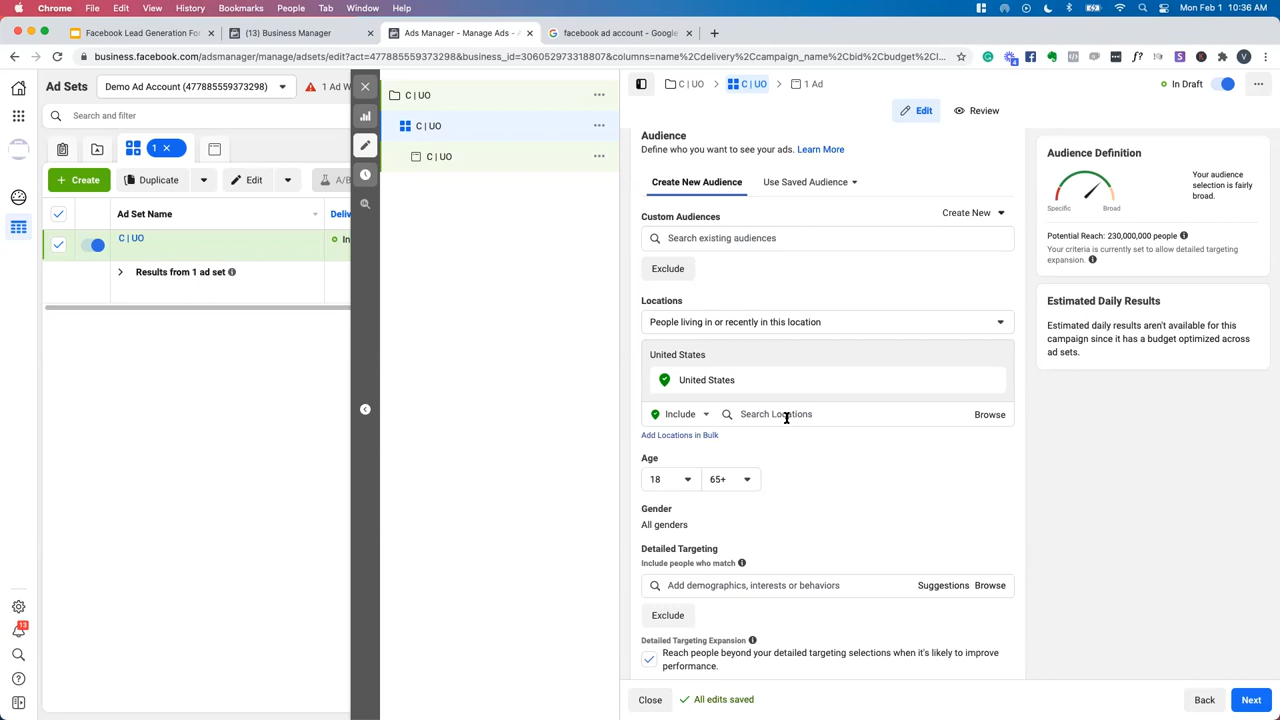 Chrome File Edit View History Bookmarks People Tab Window Help
Mon Feb 1 10:36 AM
Facebook Lead Generation Fo
(13) Business Manager
Ads Manager - Manage Ads - A
facebook ad account - Google
business.facebook.com/adsmanager/manage/adsets/edit?act=477885559373298&business_id=306052973318807&columns=name%2Cdelivery%2Ccampaign_name%2Cbid%2Cbudget%2Cl...
Ad Sets
Demo Ad Account (477885559373298)
1 Ad W
Search and filter
1
Create
Duplicate
Edit
A/B
Ad Set Name
Deliv
C | UO
In
Results from 1 ad set
13
C | UO
C | UO
C | UO
C | UO
C | UO
1 Ad
In Draft
Edit
Review
Audience
Define who you want to see your ads. Learn More
Create New Audience
Use Saved Audience
Custom Audiences
Create New
Search existing audiences
Exclude
Locations
People living in or recently in this location
United States
United States
Include
Search Locations
Browse
Add Locations in Bulk
Age
18
65+
Gender
All genders
Detailed Targeting
Include people who match
Add demographics, interests or behaviors
Suggestions
Browse
Exclude
Detailed Targeting Expansion
Reach people beyond your detailed targeting selections when it's likely to improve
performance.
Close
All edits saved
Back
Next
Audience Definition
Specific
Broad
Your audience
selection is fairly
broad.
Potential Reach: 230,000,000 people
Your criteria is currently set to allow detailed targeting
expansion.
Estimated Daily Results
Estimated daily results aren't available for this
campaign since it has a budget optimized across
ad sets.